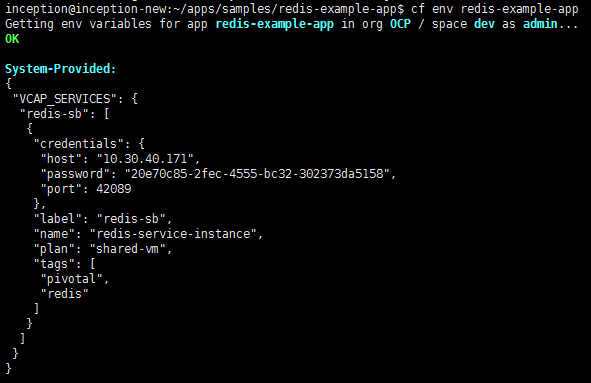 inception@inception-new:~/apps/samples/redis-example-app$ cf env redis-example-app
Getting env variables for app redis-example-app in org OCP / space dev as admin...
OK

System-Provided:
{
 "VCAP_SERVICES": {
  "redis-sb": [
   {
    "credentials": {
     "host": "10.30.40.171",
     "password": "20e70c85-2fec-4555-bc32-302373da5158",
     "port": 42089
    },
    "label": "redis-sb",
    "name": "redis-service-instance",
    "plan": "shared-vm",
    "tags": [
     "pivotal",
     "redis"
    ]
   }
  ]
 }
}